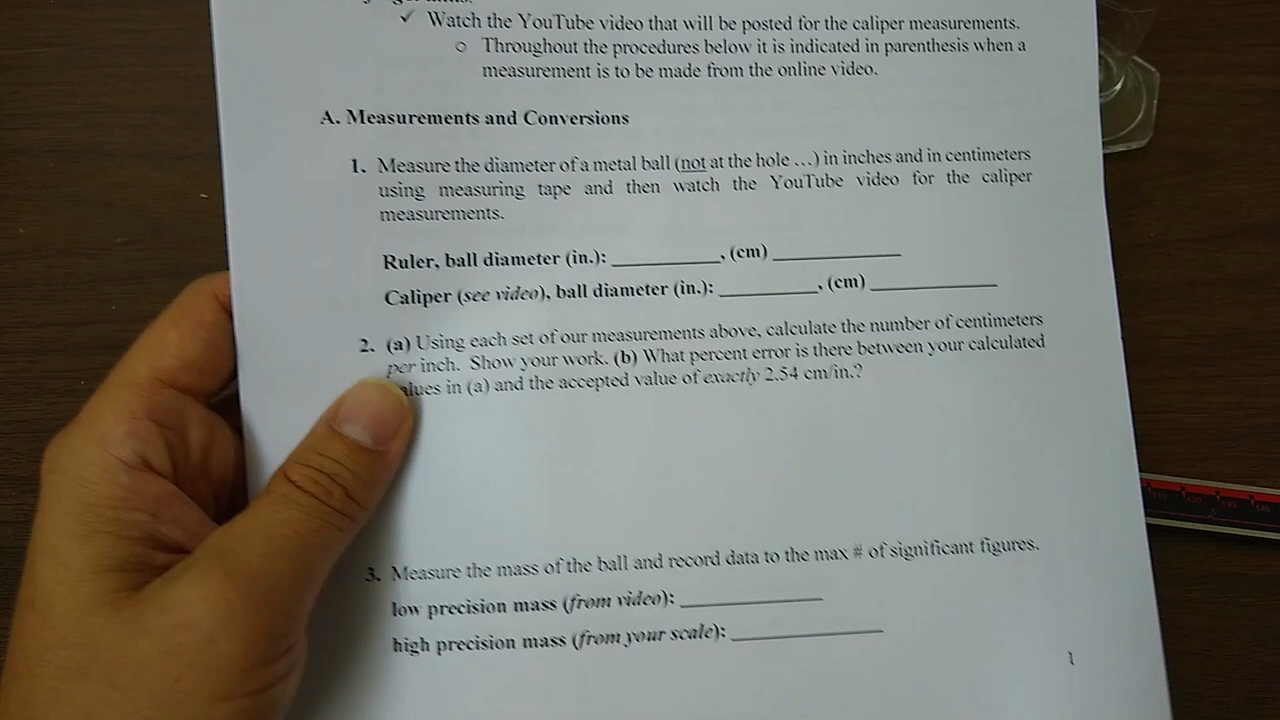 ✓ Watch the YouTube video that will be posted for the caliper measurements.
o Throughout the procedures below it is indicated in parenthesis when a
measurement is to be made from the online video.
A. Measurements and Conversions
1. Measure the diameter of a metal ball (not at the hole …) in inches and in centimeters
using measuring tape and then watch the YouTube video for the caliper
measurements.
Ruler, ball diameter (in.): __________, (cm) ____________
Caliper (see video), ball diameter (in.): __________, (cm) ____________
2. (a) Using each set of our measurements above, calculate the number of centimeters
per inch. Show your work. (b) What percent error is there between your calculated
in (a) and the accepted value of exactly 2.54 cm/in.?
3. Measure the mass of the ball and record data to the max # of significant figures.
low precision mass (from video): ______________
high precision mass (from your scale): ______________
1